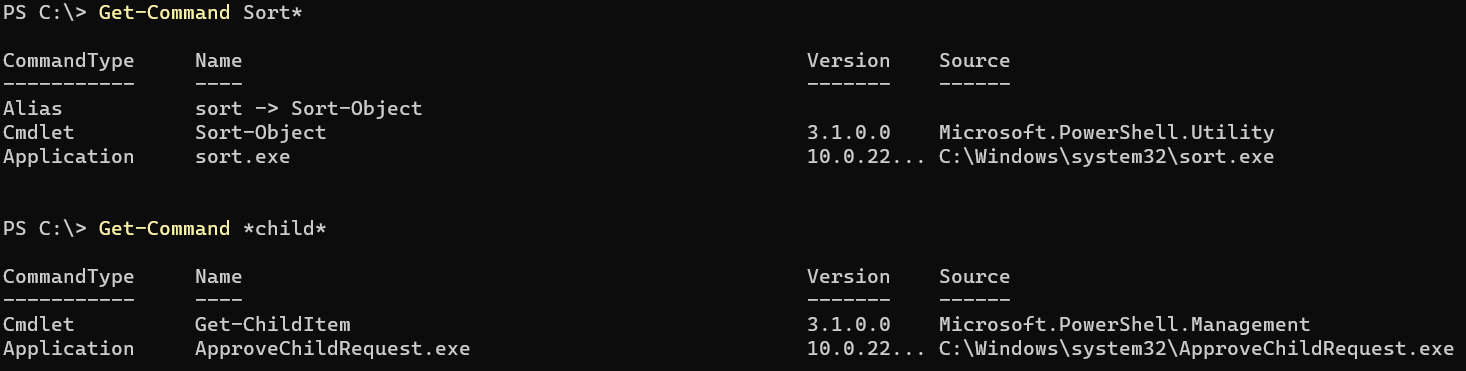 PS C:\> Get-Command Sort*
CommandType     Name                                               Version    Source
-----------     ----                                               -------    ------
Alias           sort -> Sort-Object
Cmdlet          Sort-Object                                        3.1.0.0    Microsoft.PowerShell.Utility
Application     sort.exe                                           10.0.22... C:\Windows\system32\sort.exe
PS C:\> Get-Command *child*
CommandType     Name                                               Version    Source
-----------     ----                                               -------    ------
Cmdlet          Get-ChildItem                                      3.1.0.0    Microsoft.PowerShell.Management
Application     ApproveChildRequest.exe                            10.0.22... C:\Windows\system32\ApproveChildRequest.exe